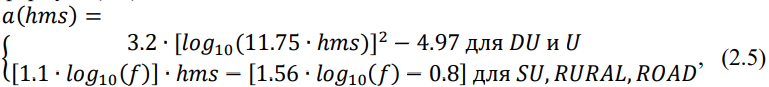 𝑎(ℎ𝑚𝑠) =
{ 3.2 ∙ [𝑙𝑜𝑔₁₀(11.75 ∙ ℎ𝑚𝑠)]² − 4.97 для 𝐷𝑈 и 𝑈
[1.1 ∙ 𝑙𝑜𝑔₁₀(𝑓)] ∙ ℎ𝑚𝑠 − [1.56 ∙ 𝑙𝑜𝑔₁₀(𝑓) − 0.8] для 𝑆𝑈, 𝑅𝑈𝑅𝐴𝐿, 𝑅𝑂𝐴𝐷 , (2.5)